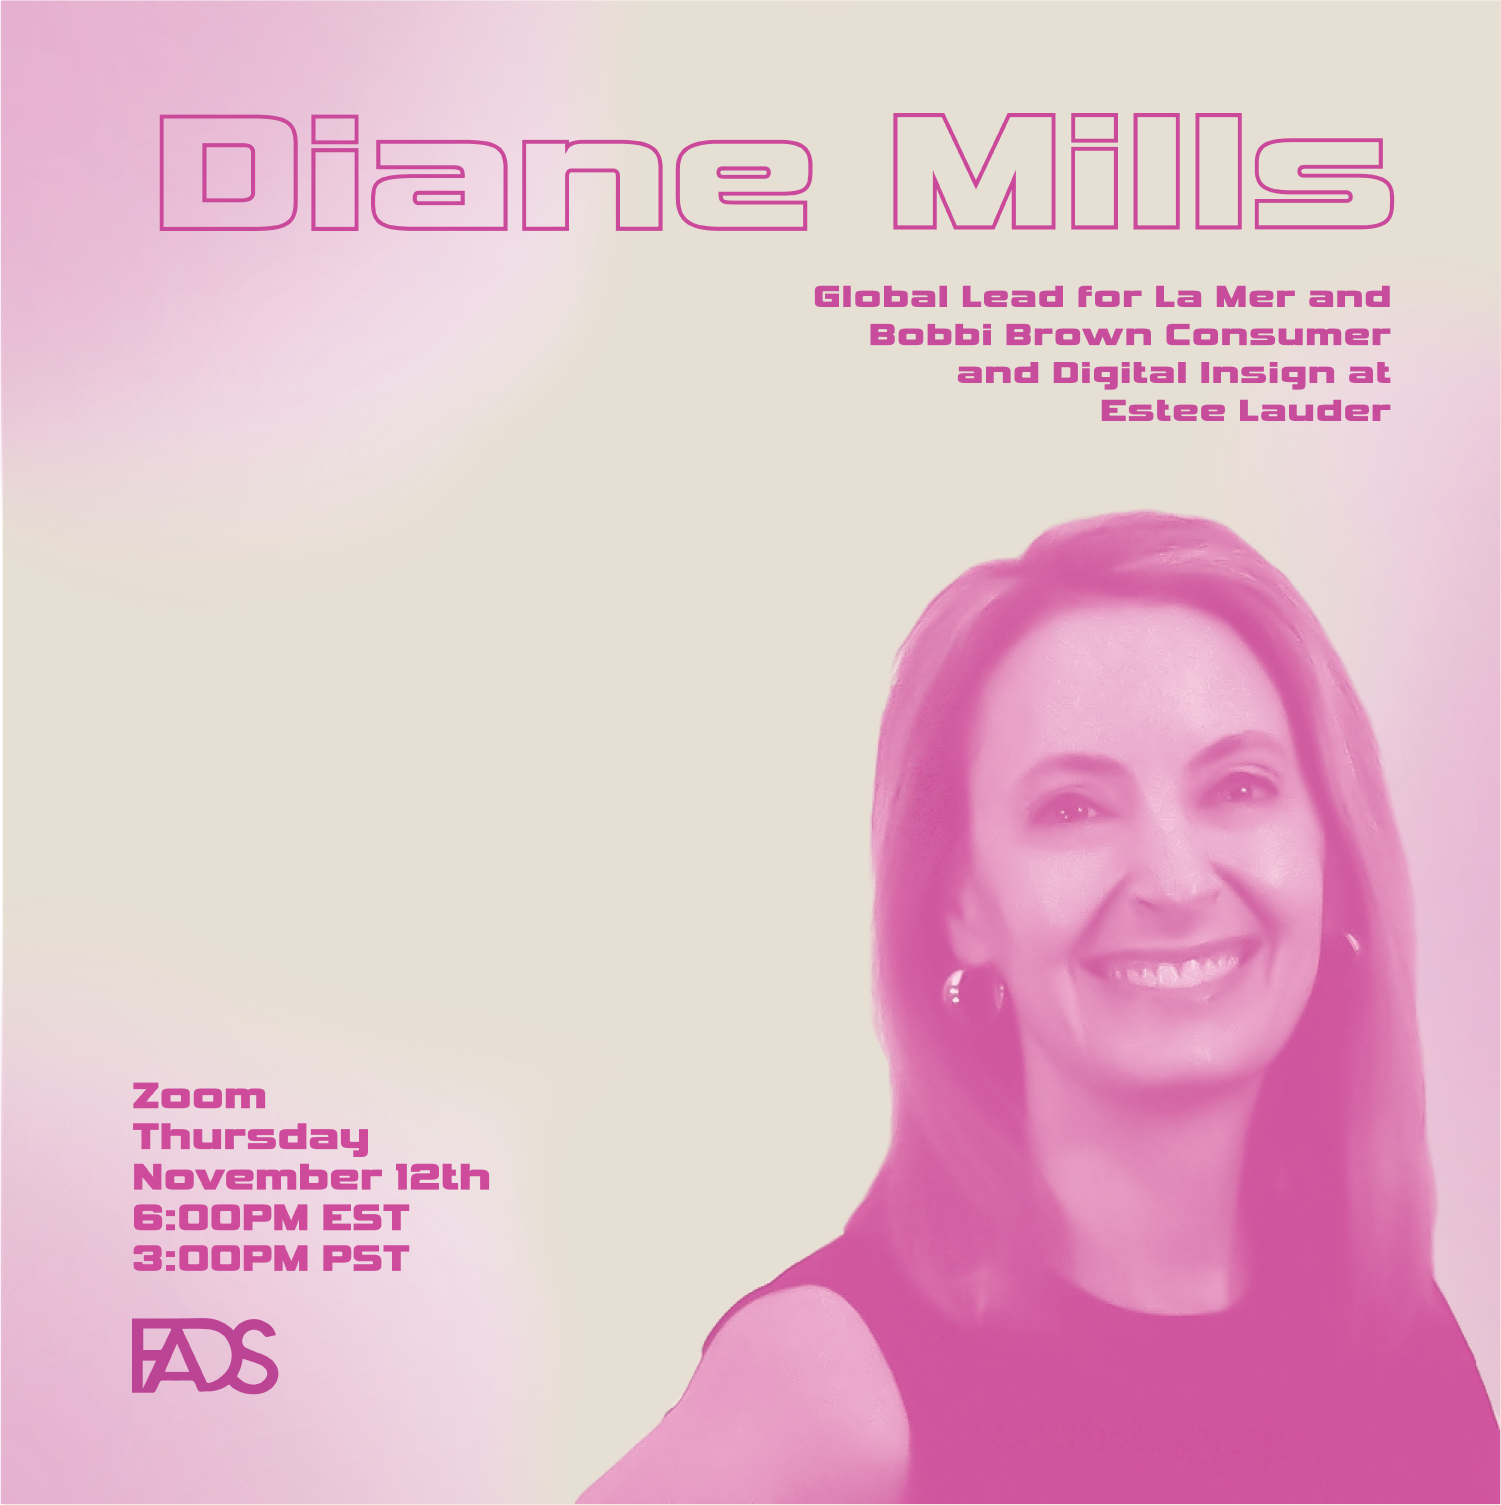 Diane Mills
Global Lead for La Mer and
Bobbi Brown Consumer
and Digital Insign at
Estee Lauder
Zoom
Thursday
November 12th
6:00PM EST
3:00PM PST
FADS